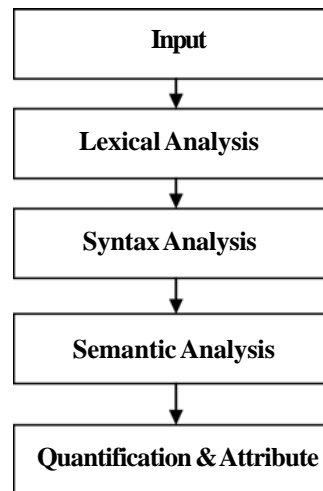 Input
Lexical Analysis
Syntax Analysis
Semantic Analysis
Quantification & Attribute